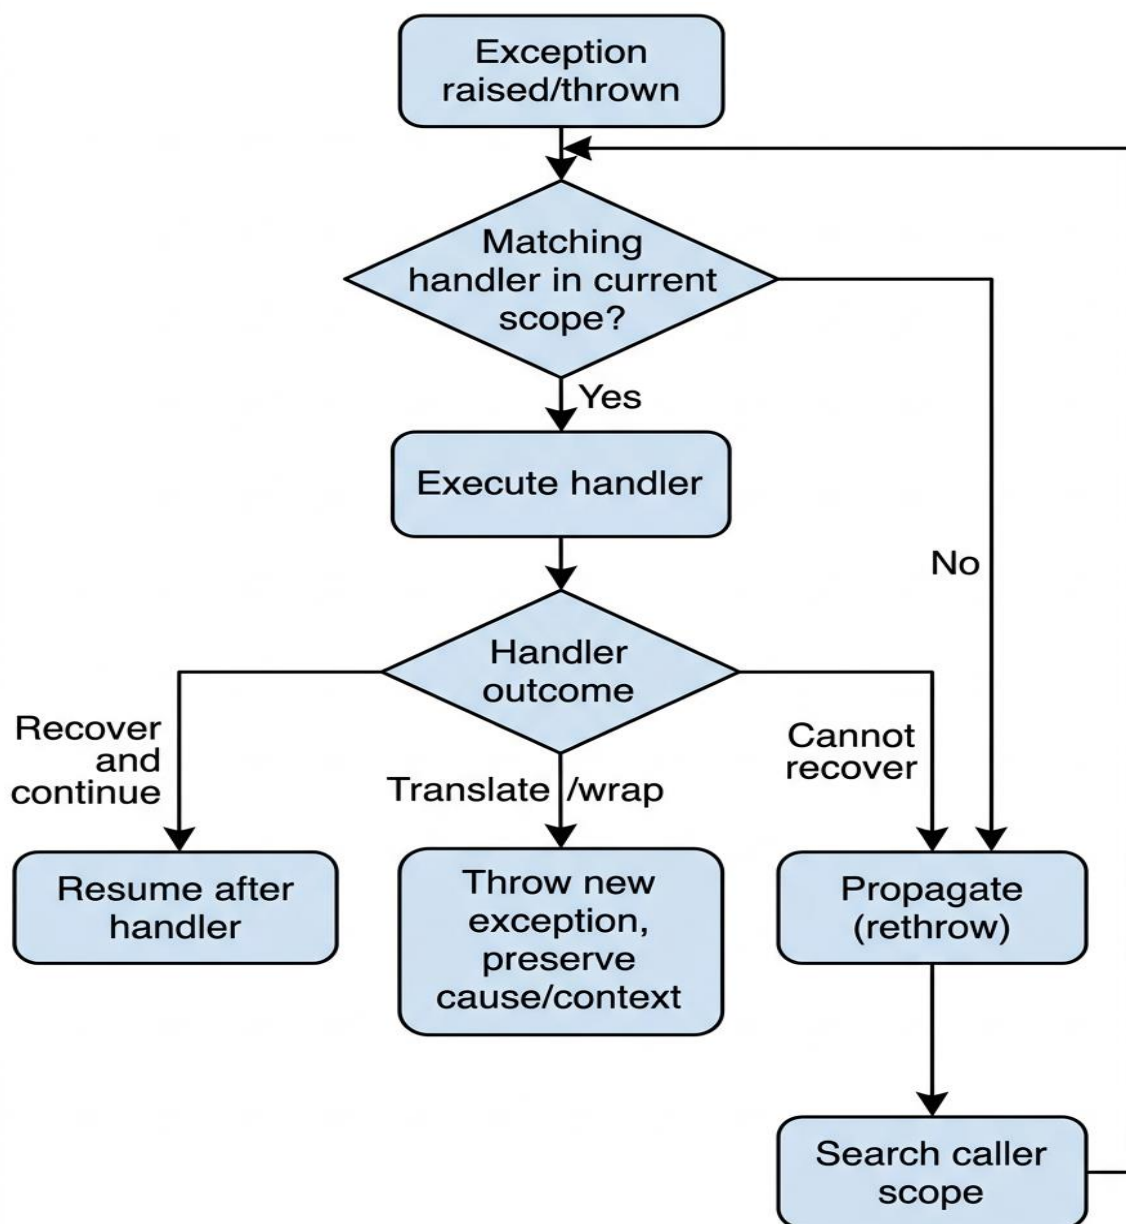 Exception
raised/thrown
Matching
handler in current
scope?
Yes
Execute handler
No
Handler
outcome
Recover
and
continue
Translate /wrap
Cannot
recover
Resume after
handler
Throw new
exception,
preserve
cause/context
Propagate
(rethrow)
Search caller
scope